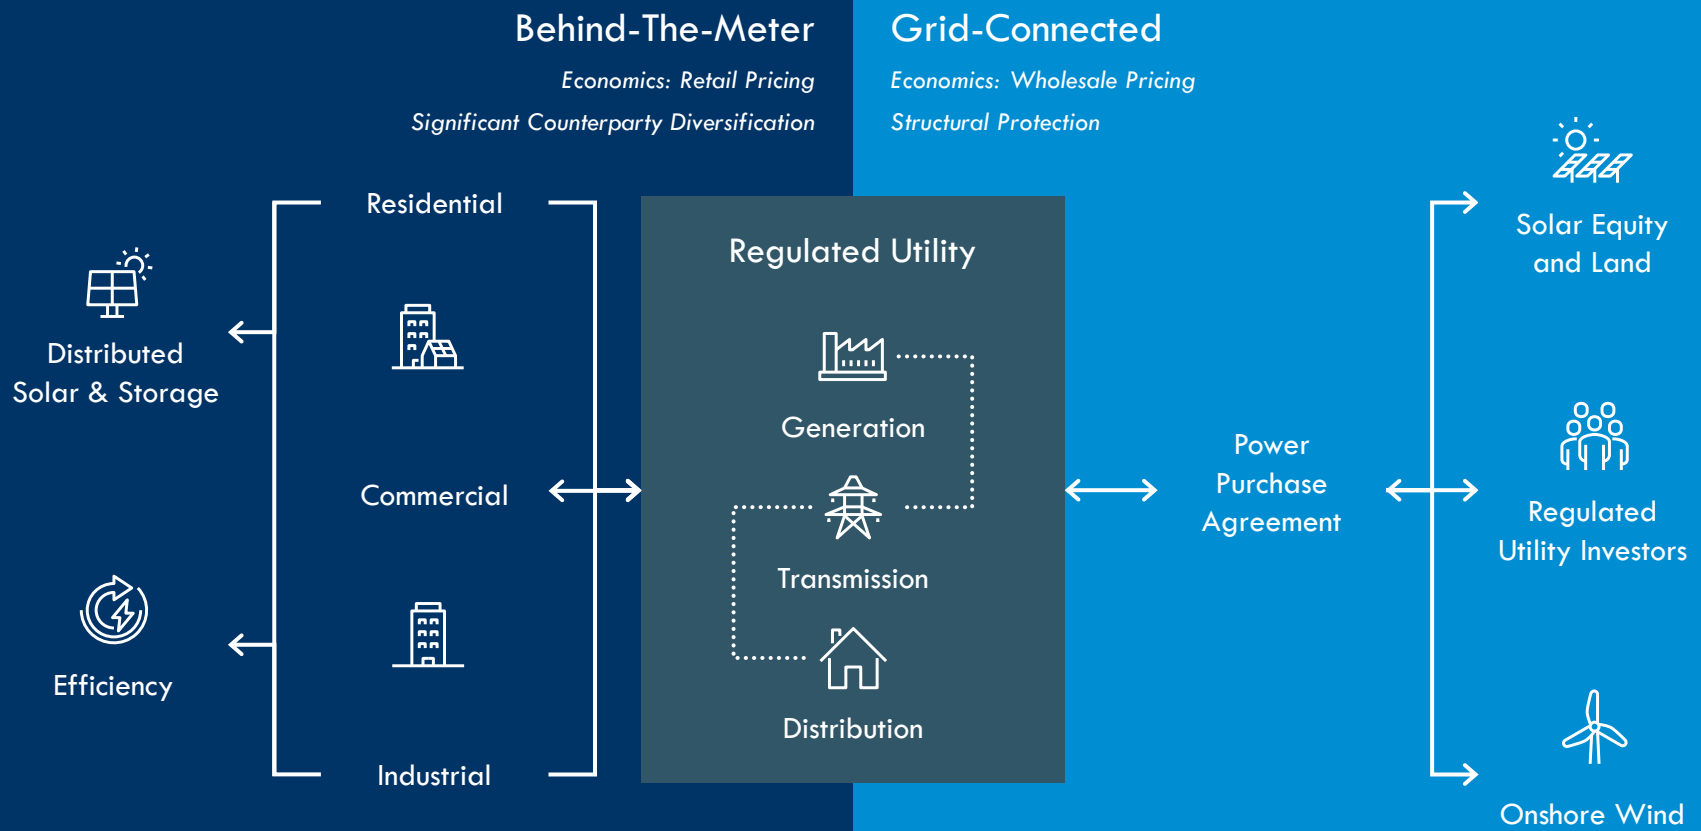 Behind-The-Meter
Economics: Retail Pricing
Significant Counterparty Diversification
Grid-Connected
Economics: Wholesale Pricing
Structural Protection
Distributed
Solar & Storage
Efficiency
Residential
Commercial
Industrial
Regulated Utility
Generation
Transmission
Distribution
Power
Purchase
Agreement
Solar Equity
and Land
Regulated
Utility Investors
Onshore Wind